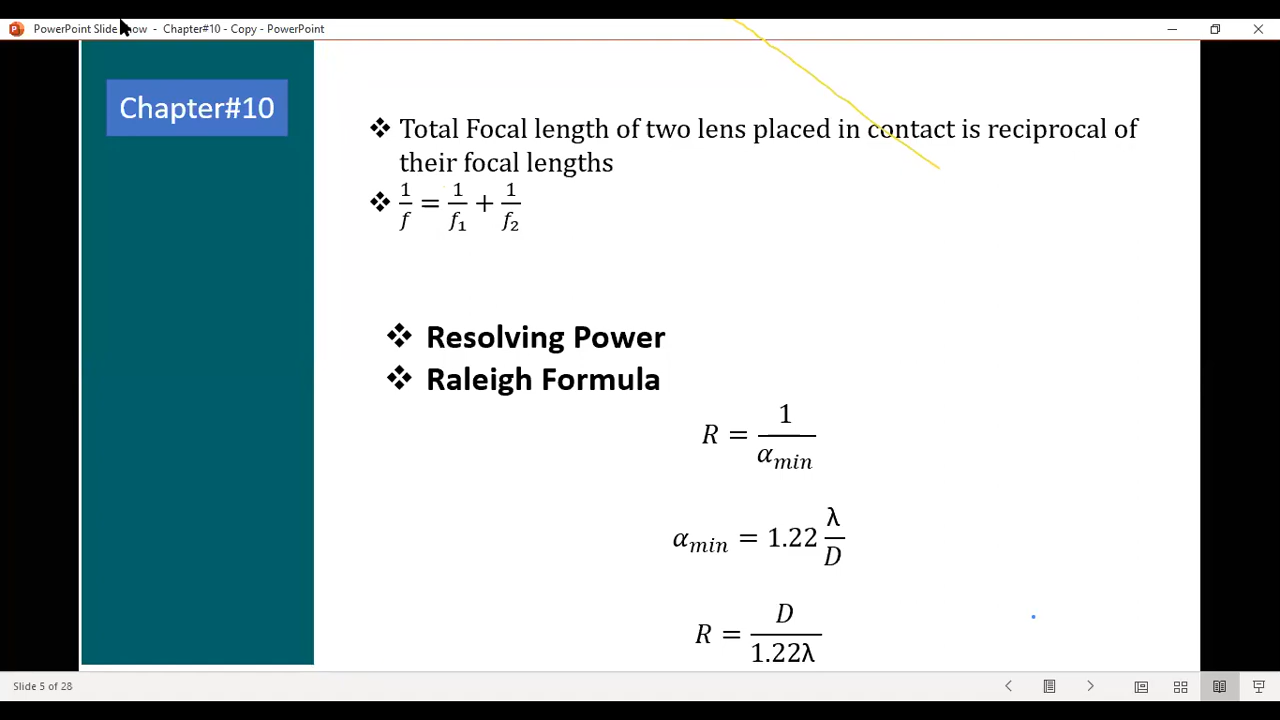 PowerPoint Slide Show - Chapter#10 - Copy - PowerPoint
Chapter#10
❖ Total Focal length of two lens placed in contact is reciprocal of
their focal lengths
❖ 1/f = 1/f₁ + 1/f₂
❖ Resolving Power
❖ Raleigh Formula
R = 1/α_min
α_min = 1.22 λ/D
R = D/1.22λ
Slide 5 of 28